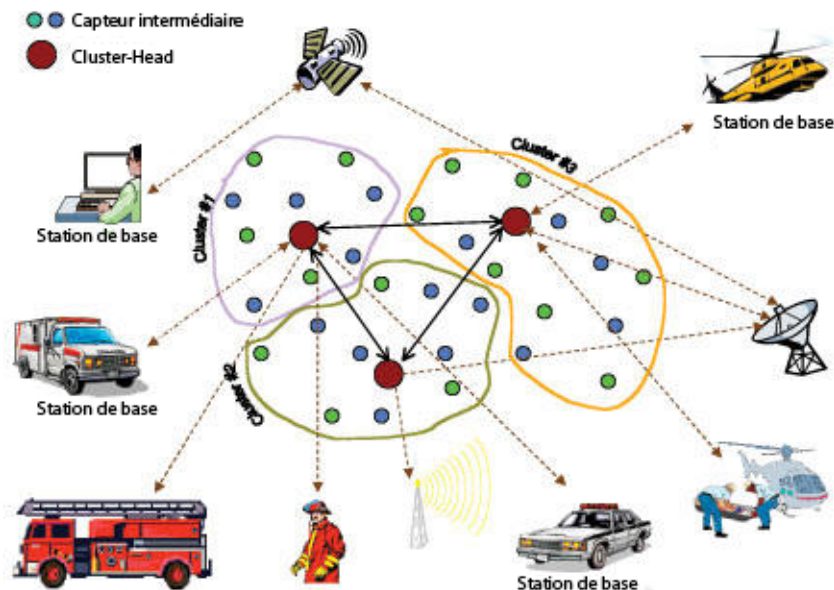 Capteur intermédiaire
Cluster-Head
Station de base
Cluster #3
Station de base
Cluster #1
Station de base
Cluster #2
Station de base